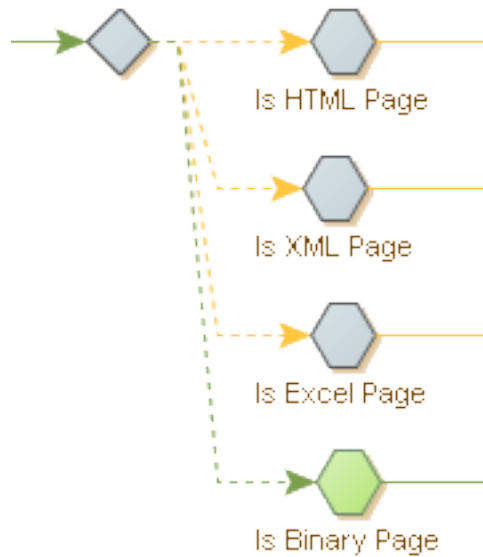 Is HTML Page
Is XML Page
Is Excel Page
Is Binary Page